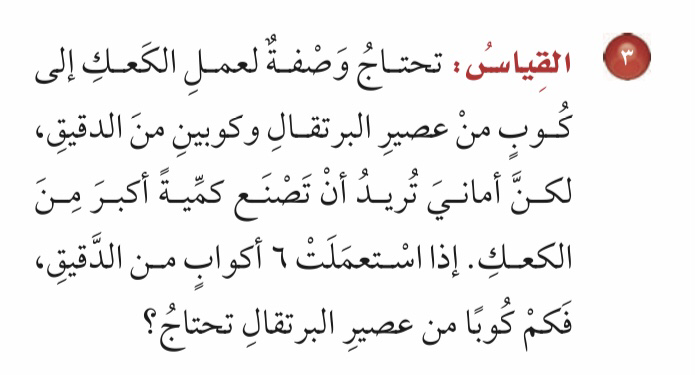 ٣ القِياسُ: تحتاجُ وَصْفةٌ لعملِ الكَعكِ إلى
كُوبٍ منْ عصيرِ البرتقالِ وكوبينِ منَ الدقيقِ،
لكنَّ أمانيَ تُريدُ أنْ تَصْنَع كمِّيةً أكبرَ مِنَ
الكعكِ. إذا اسْتعمَلَتْ ٦ أكوابٍ من الدَّقيقِ،
فَكمْ كُوبًا من عصيرِ البرتقالِ تحتاجُ؟